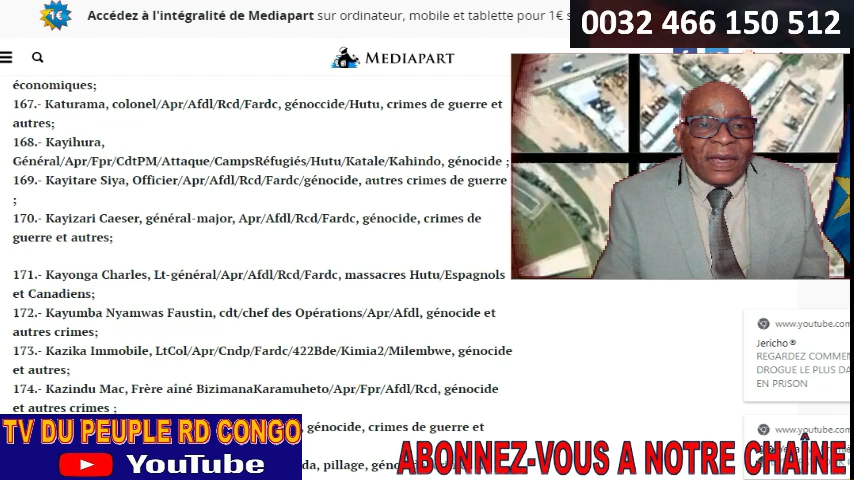 Accédez à l'intégralité de Mediapart sur ordinateur, mobile et tablette pour 1€
0032 466 150 512
MEDIAPART
économiques;
167.- Katurama, colonel/Apr/Afdl/Rcd/Fardc, génoccide/Hutu, crimes de guerre et
autres;
168.- Kayihura,
Général/Apr/Fpr/CdtPM/Attaque/CampsRéfugiés/Hutu/Katale/Kahindo, génocide ;
169.- Kayitare Siya, Officier/Apr/Afdl/Rcd/Fardc/génocide, autres crimes de guerre
;
170.- Kayizari Caeser, général-major, Apr/Afdl/Rcd/Fardc, génocide, crimes de
guerre et autres;
171.- Kayonga Charles, Lt-général/Apr/Afdl/Rcd/Fardc, massacres Hutu/Espagnols
et Canadiens;
172.- Kayumba Nyamwas Faustin, cdt/chef des Opérations/Apr/Afdl, génocide et
autres crimes;
173.- Kazika Immobile, LtCol/Apr/Cndp/Fardc/422Bde/Kimia2/Milembwe, génocide
et autres;
174.- Kazindu Mac, Frère aîné BizimanaKaramuheto/Apr/Fpr/Afdl/Rcd, génocide
et autres crimes ;
génocide, crimes de guerre et
da, pillage,
www.youtube.com
Jericho®
REGARDEZ COMMEN
DROGUE LE PLUS DA
EN PRISON
www.youtube.com
TV DU PEUPLE RD CONGO
YouTube
ABONNEZ-VOUS A NOTRE CHAÎNE